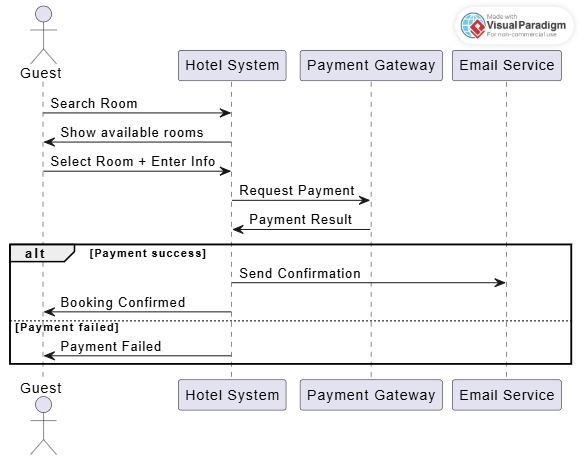 Made with
Visual Paradigm
For non-commercial use
Guest
Hotel System
Payment Gateway
Email Service
Search Room
Show available rooms
Select Room + Enter Info
Request Payment
Payment Result
alt
[Payment success]
Send Confirmation
Booking Confirmed
[Payment failed]
Payment Failed
Guest
Hotel System
Payment Gateway
Email Service